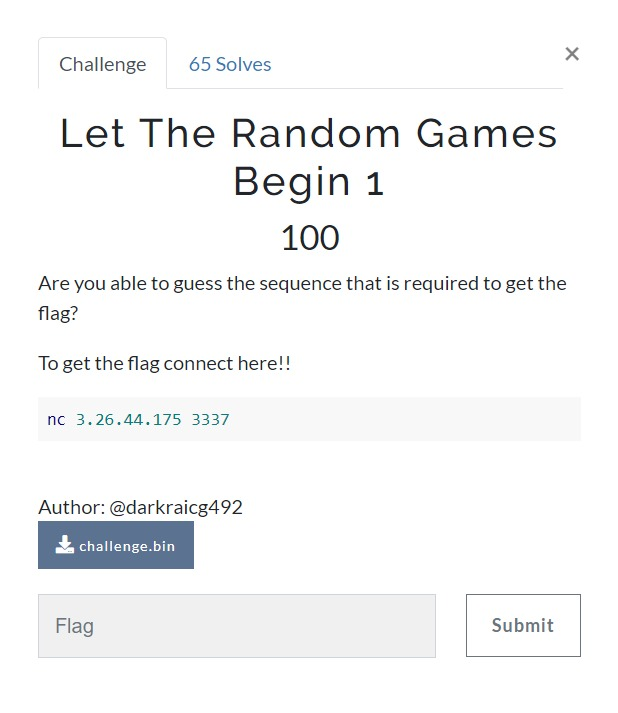 Challenge
65 Solves
×
Let The Random Games
Begin 1
100
Are you able to guess the sequence that is required to get the
flag?
To get the flag connect here!!
nc 3.26.44.175 3337
Author: @darkraicg492
challenge.bin
Flag
Submit